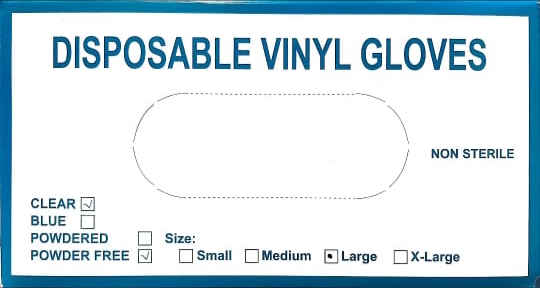 DISPOSABLE VINYL GLOVES
NON STERILE
CLEAR
BLUE
POWDERED Size:
POWDER FREE Small Medium Large X-Large